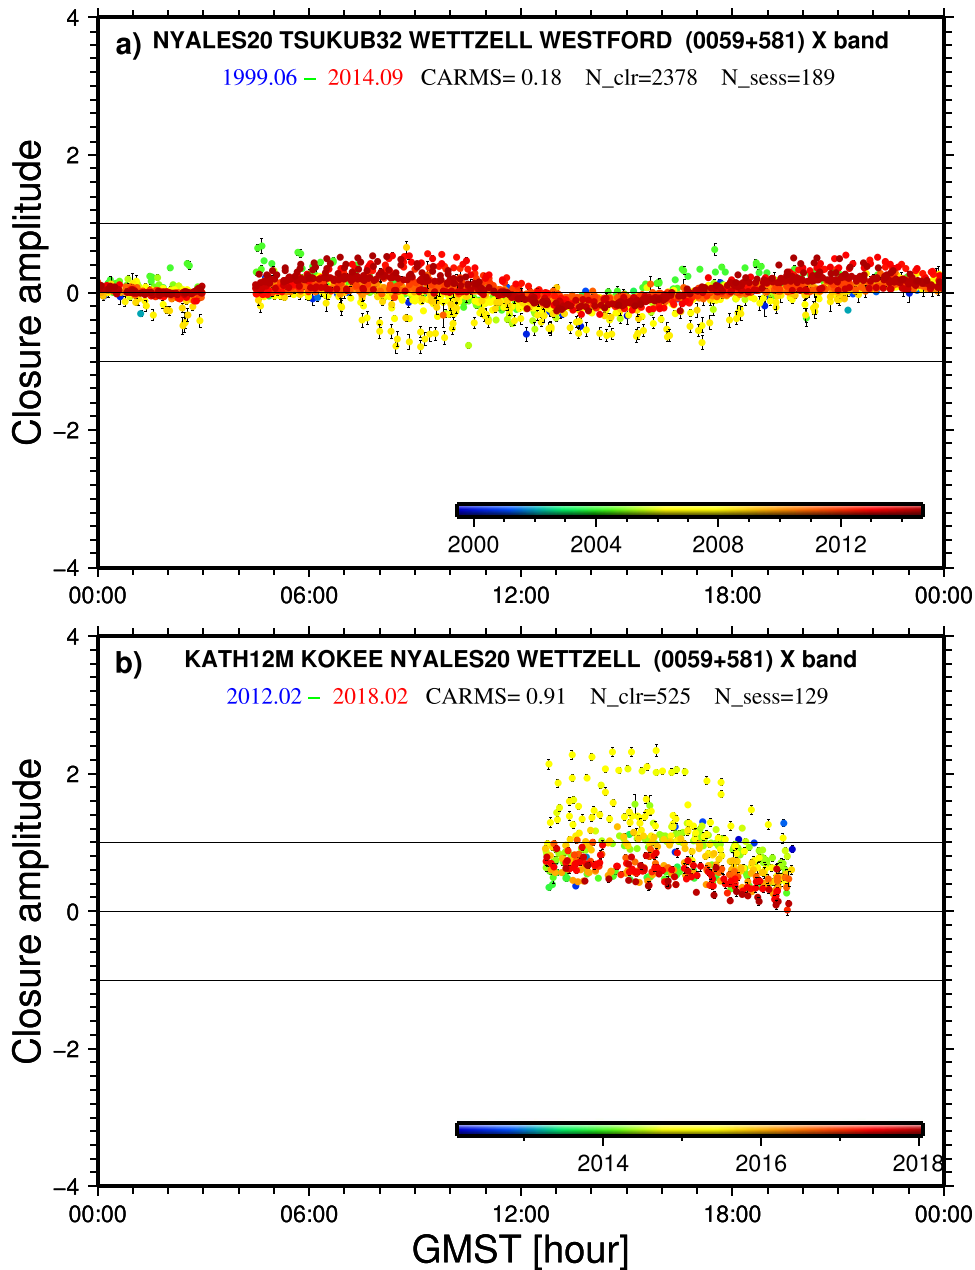 a) NYALES20 TSUKUB32 WETTZELL WESTFORD (0059+581) X band
1999.06 – 2014.09 CARMS= 0.18 N_clr=2378 N_sess=189
Closure amplitude
4
2
0
−2
−4
2000 2004 2008 2012
00:00 06:00 12:00 18:00 00:00
b) KATH12M KOKEE NYALES20 WETTZELL (0059+581) X band
2012.02 – 2018.02 CARMS= 0.91 N_clr=525 N_sess=129
Closure amplitude
4
2
0
−2
−4
2014 2016 2018
00:00 06:00 12:00 18:00 00:00
GMST [hour]